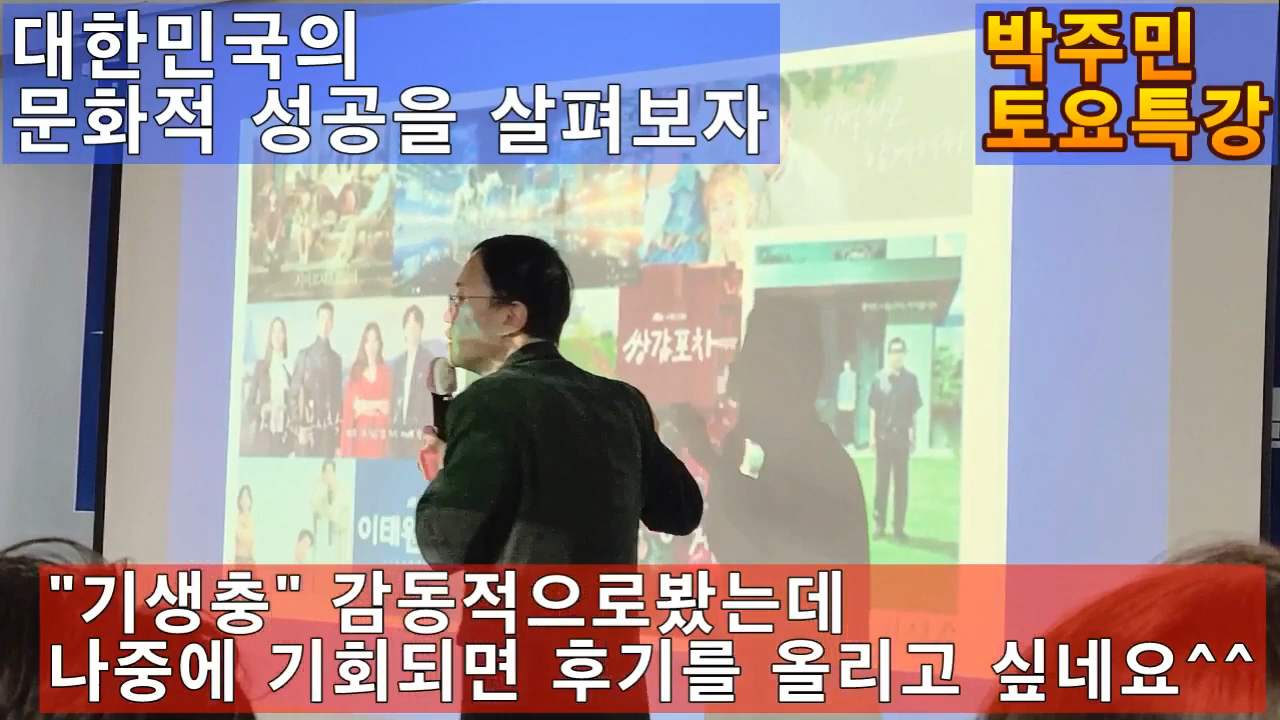 대한민국의
문화적 성공을 살펴보자
박주민
토요특강
쌍갑포차
이태원
"기생충" 감동적으로봤는데
나중에 기회되면 후기를 올리고 싶네요^^